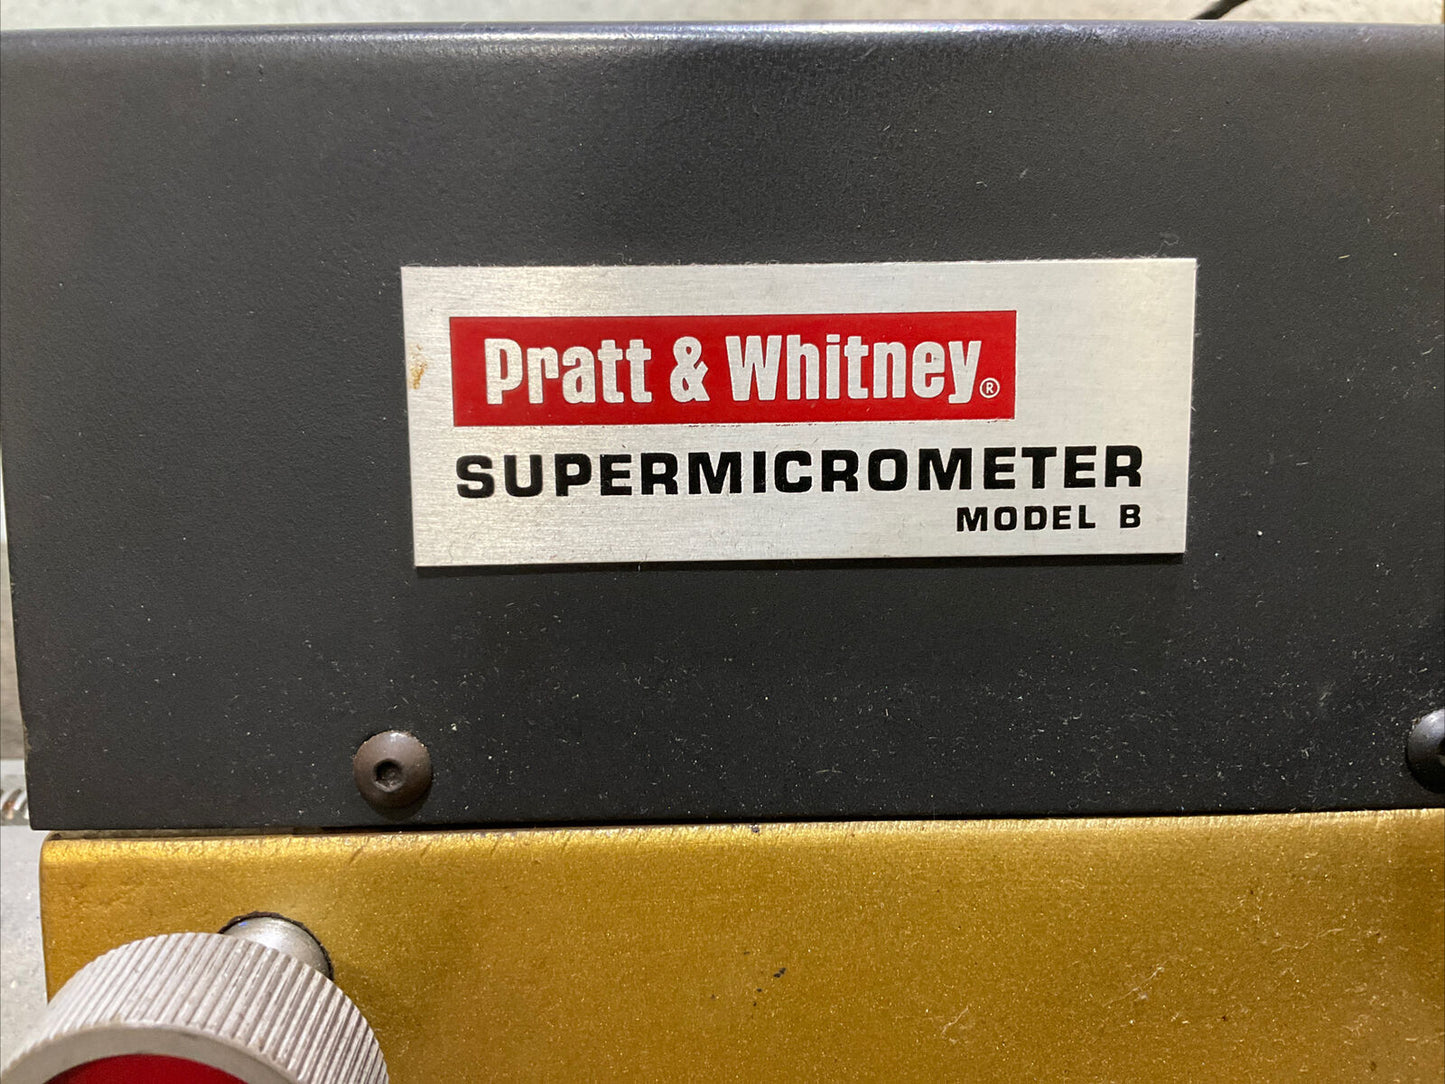 Pratt & Whitney®
SUPERMICROMETER
MODEL B